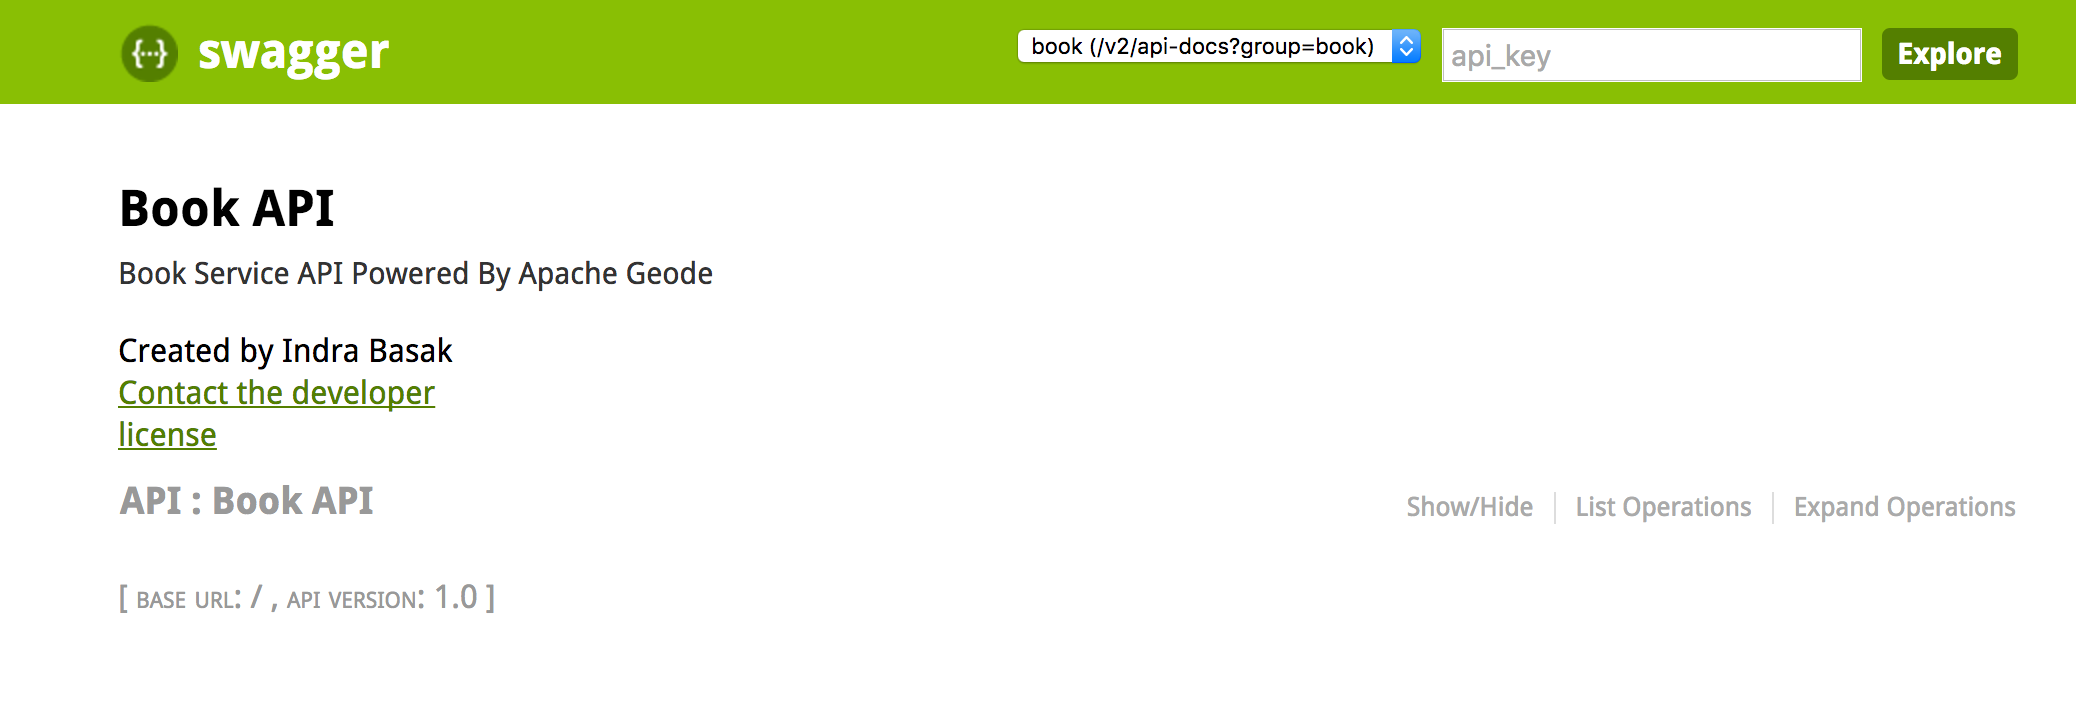 {···} swagger book (/v2/api-docs?group=book) api_key Explore
Book API
Book Service API Powered By Apache Geode
Created by Indra Basak
Contact the developer
license
API : Book API Show/Hide List Operations Expand Operations
[ BASE URL: / , API VERSION: 1.0 ]